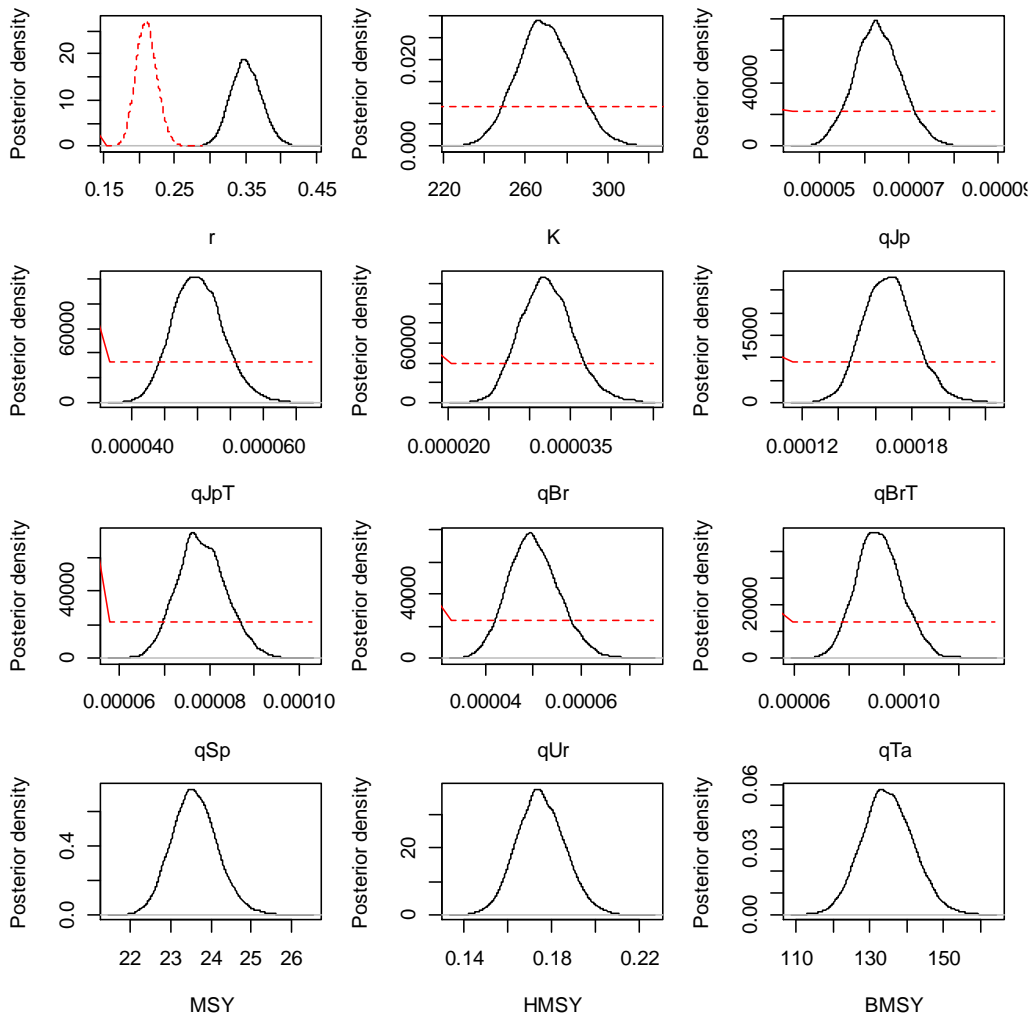 Posterior density
0 10 20
0.15 0.25 0.35 0.45
r
Posterior density
0.000 0.020
220 260 300
K
Posterior density
0 40000
0.00005 0.00007 0.00009
qJp
Posterior density
0 60000
0.000040 0.000060
qJpT
Posterior density
0 60000
0.000020 0.000035
qBr
Posterior density
0 15000
0.00012 0.00018
qBrT
Posterior density
0 40000
0.00006 0.00008 0.00010
qSp
Posterior density
0 40000
0.00004 0.00006
qUr
Posterior density
0 20000
0.00006 0.00010
qTa
Posterior density
0.0 0.4
22 23 24 25 26
MSY
Posterior density
0 20
0.14 0.18 0.22
HMSY
Posterior density
0.00 0.03 0.06
110 130 150
BMSY